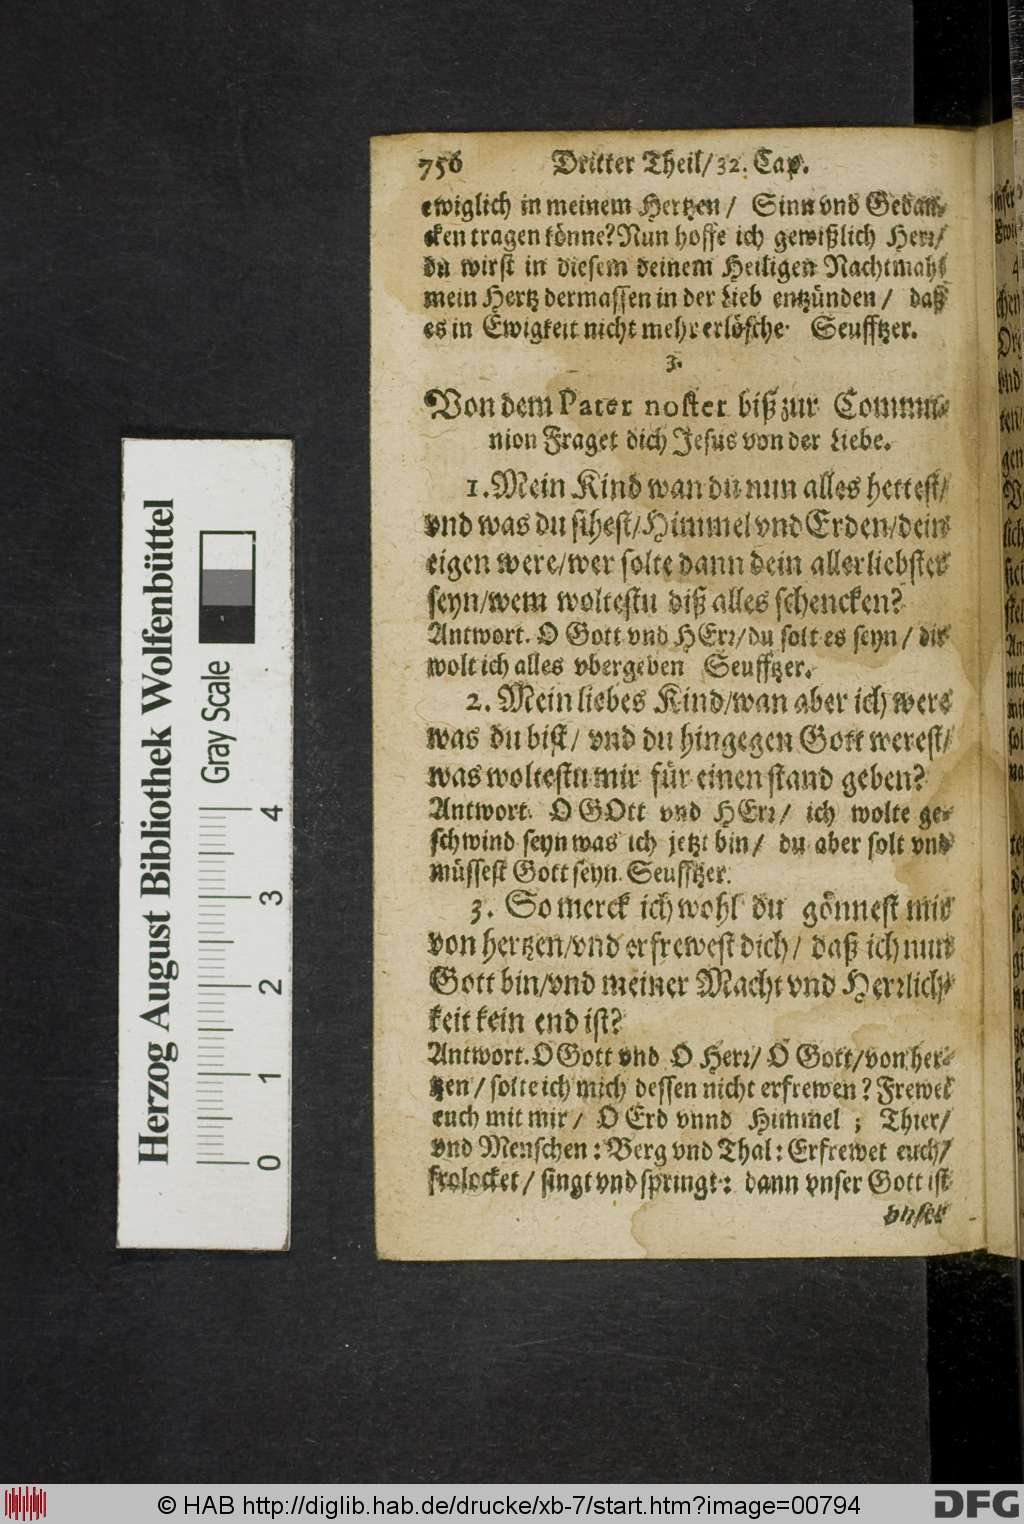 756 Dritter Theil/32. Cap.
ewiglich in meinem Hertzen/ Sinn vnd Gedan-
cken tragen könne? Nun hoffe ich gewißlich Herr/
du wirst in diesem deinem Heiligen Nachtmahl
mein Hertz dermassen in der Lieb entzünden/ daß
es in Ewigkeit nicht mehr erlösche. Seufftzer.
3.
Von dem Pater noster biß zur Commu-
nion Fraget dich Jesus von der Liebe.
1. Mein Kind wan du nun alles hettest/
vnd was du sihest/Himmel vnd Erden/dein
eigen were/wer solte dann dein allerliebster
seyn/wem woltestu diß alles schencken?
Antwort. O Gott vnd HErr/du solt es seyn/ dir
wolt ich alles vbergeben Seufftzer.
2. Mein liebes Kind/wan aber ich were
was du bist/ vnd du hingegen Gott werest/
was woltestu mir für einen stand geben?
Antwort. O GOtt vnd HErr/ ich wolte ge-
schwind seyn was ich jetzt bin/ du aber solt vnd
müssest Gott seyn. Seufftzer.
3. So merck ich wohl du gönnest mir
von hertzen/vnd erfrewest dich/ daß ich nun
Gott bin/vnd meiner Macht vnd Herrlich-
keit kein end ist?
Antwort. O Gott vnd O Herr/ O Gott/von her-
tzen/ solte ich mich dessen nicht erfrewen? Frewet
euch mit mir/ O Erd vnnd Himmel ; Thier/
vnd Menschen: Berg vnd Thal: Erfrewet euch/
frolocket/ singt vnd springt: dann vnser Gott ist
vnser
Herzog August Bibliothek Wolfenbüttel
Gray Scale
0 1 2 3 4
© HAB http://diglib.hab.de/drucke/xb-7/start.htm?image=00794
DFG